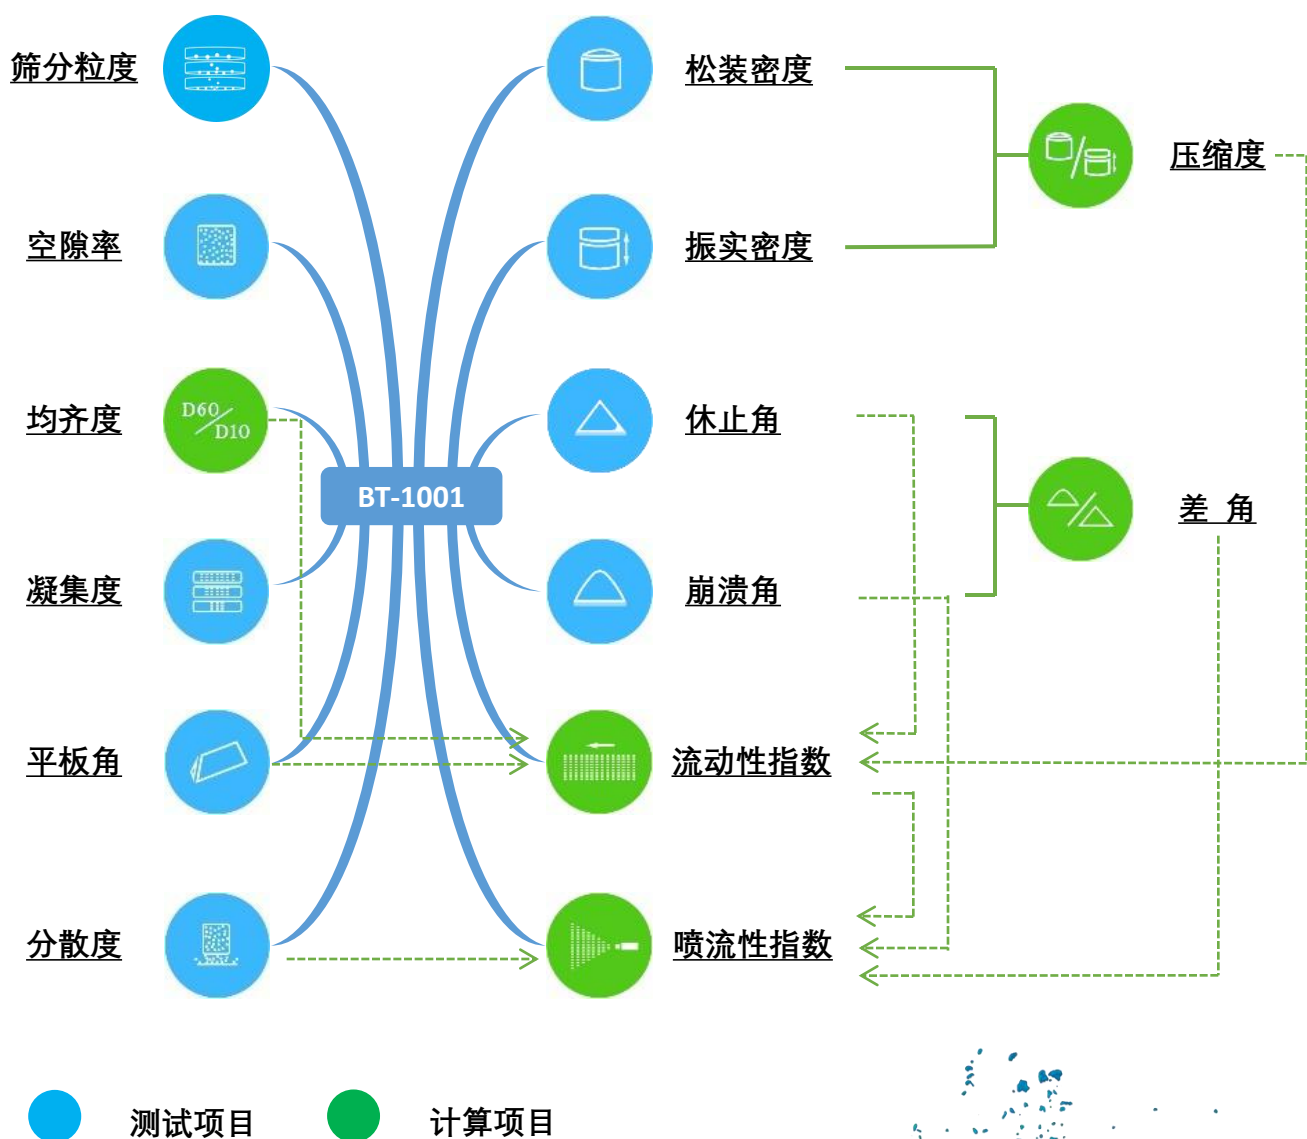 筛分粒度
松装密度
压缩度
空隙率
振实密度
均齐度
D60/D10
休止角
BT-1001
差 角
凝集度
崩溃角
平板角
流动性指数
分散度
喷流性指数
测试项目
计算项目